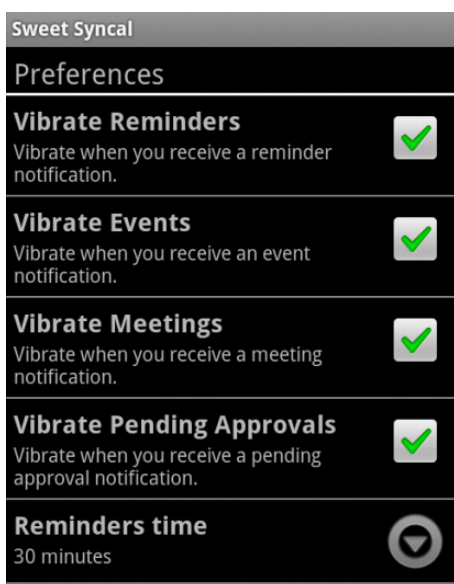 Sweet Syncal
Preferences
Vibrate Reminders
Vibrate when you receive a reminder
notification.
Vibrate Events
Vibrate when you receive an event
notification.
Vibrate Meetings
Vibrate when you receive a meeting
notification.
Vibrate Pending Approvals
Vibrate when you receive a pending
approval notification.
Reminders time
30 minutes